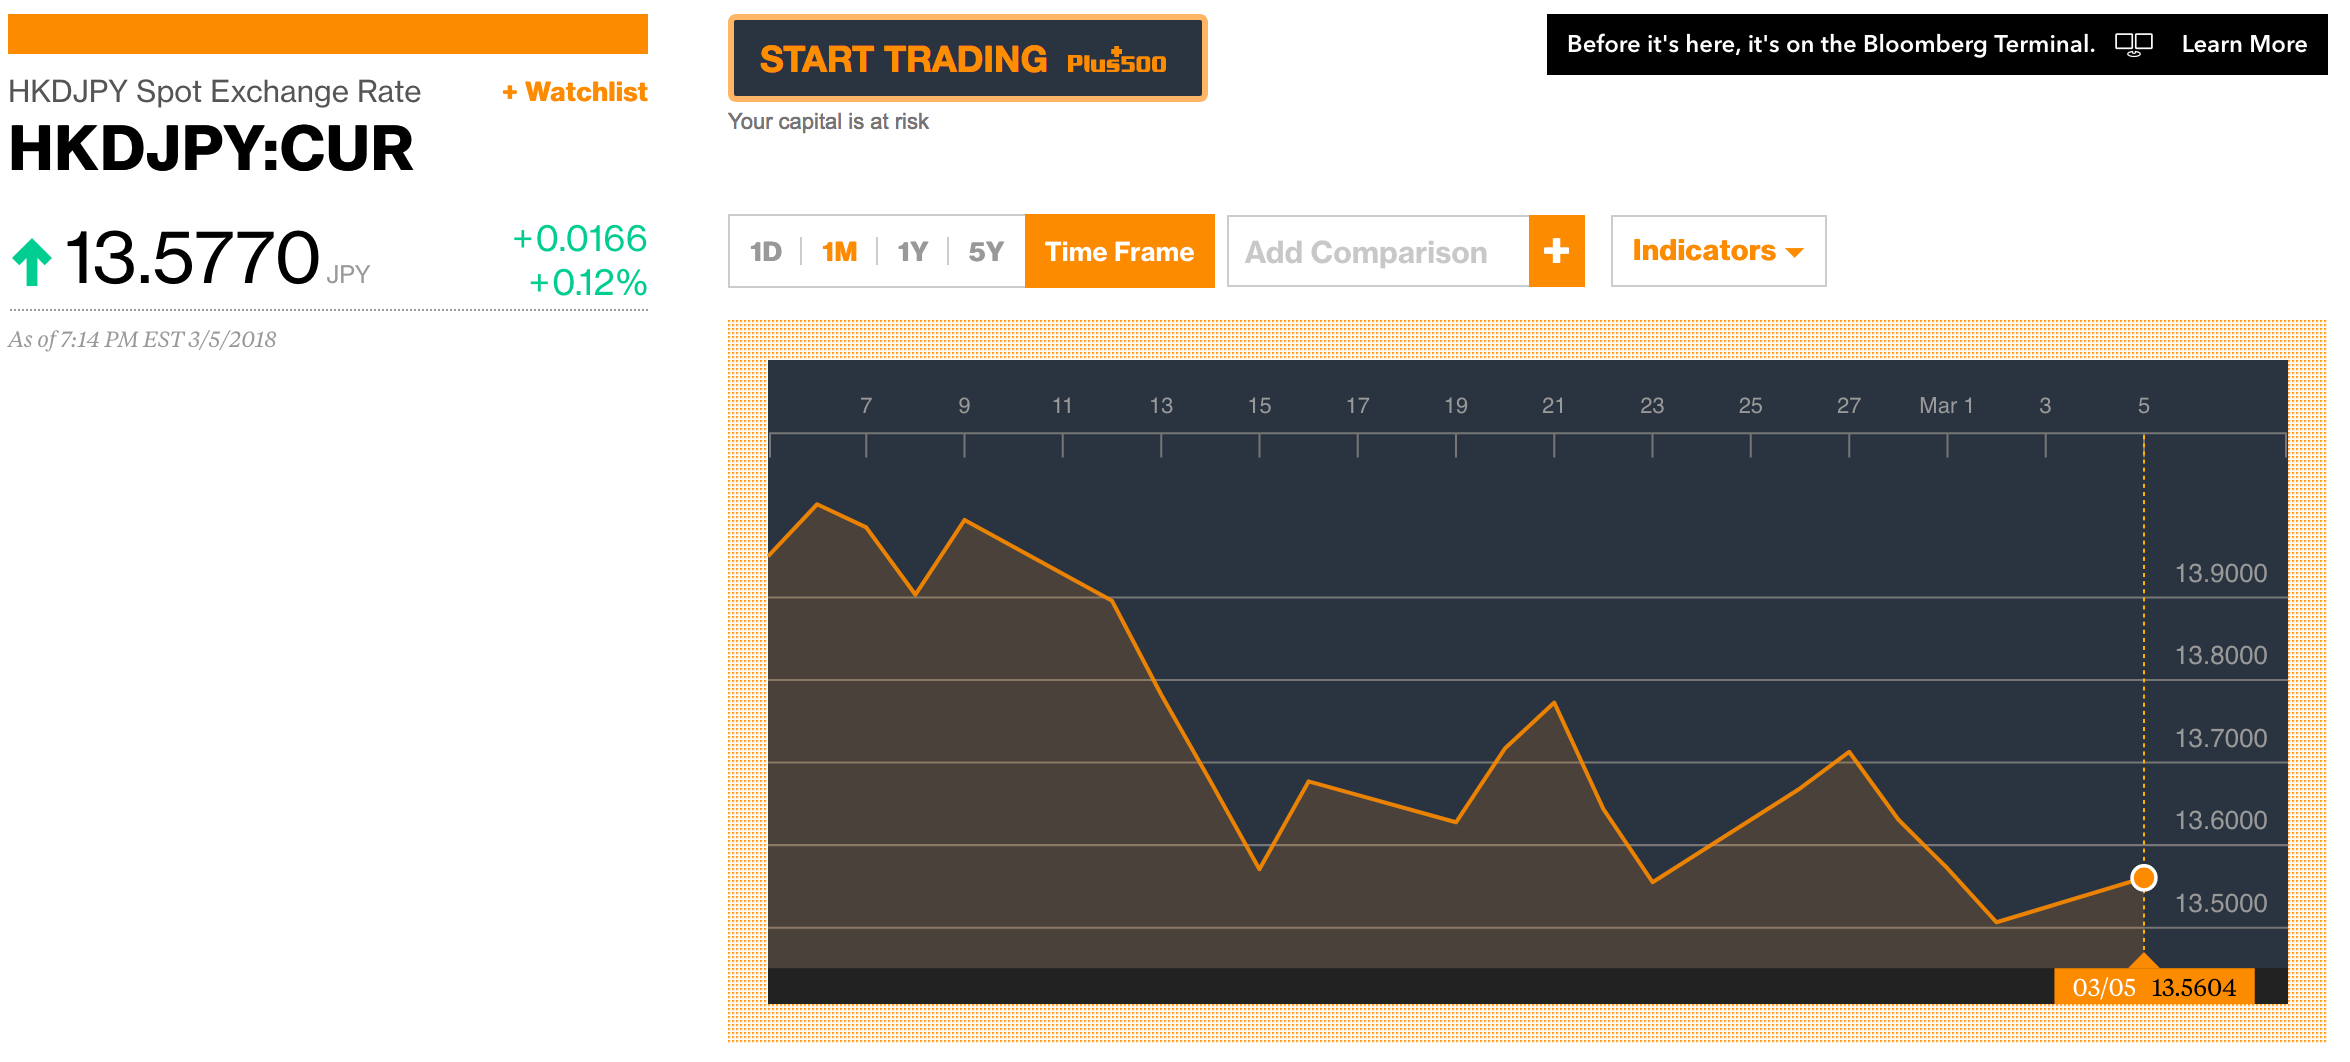 HKDJPY Spot Exchange Rate
+ Watchlist
HKDJPY:CUR
13.5770 JPY
+0.0166
+0.12%
As of 7:14 PM EST 3/5/2018
START TRADING Plus500
Your capital is at risk
Before it's here, it's on the Bloomberg Terminal. Learn More
1D 1M 1Y 5Y Time Frame
Add Comparison +
Indicators
7 9 11 13 15 17 19 21 23 25 27 Mar 1 3 5
13.9000
13.8000
13.7000
13.6000
13.5000
03/05 13.5604